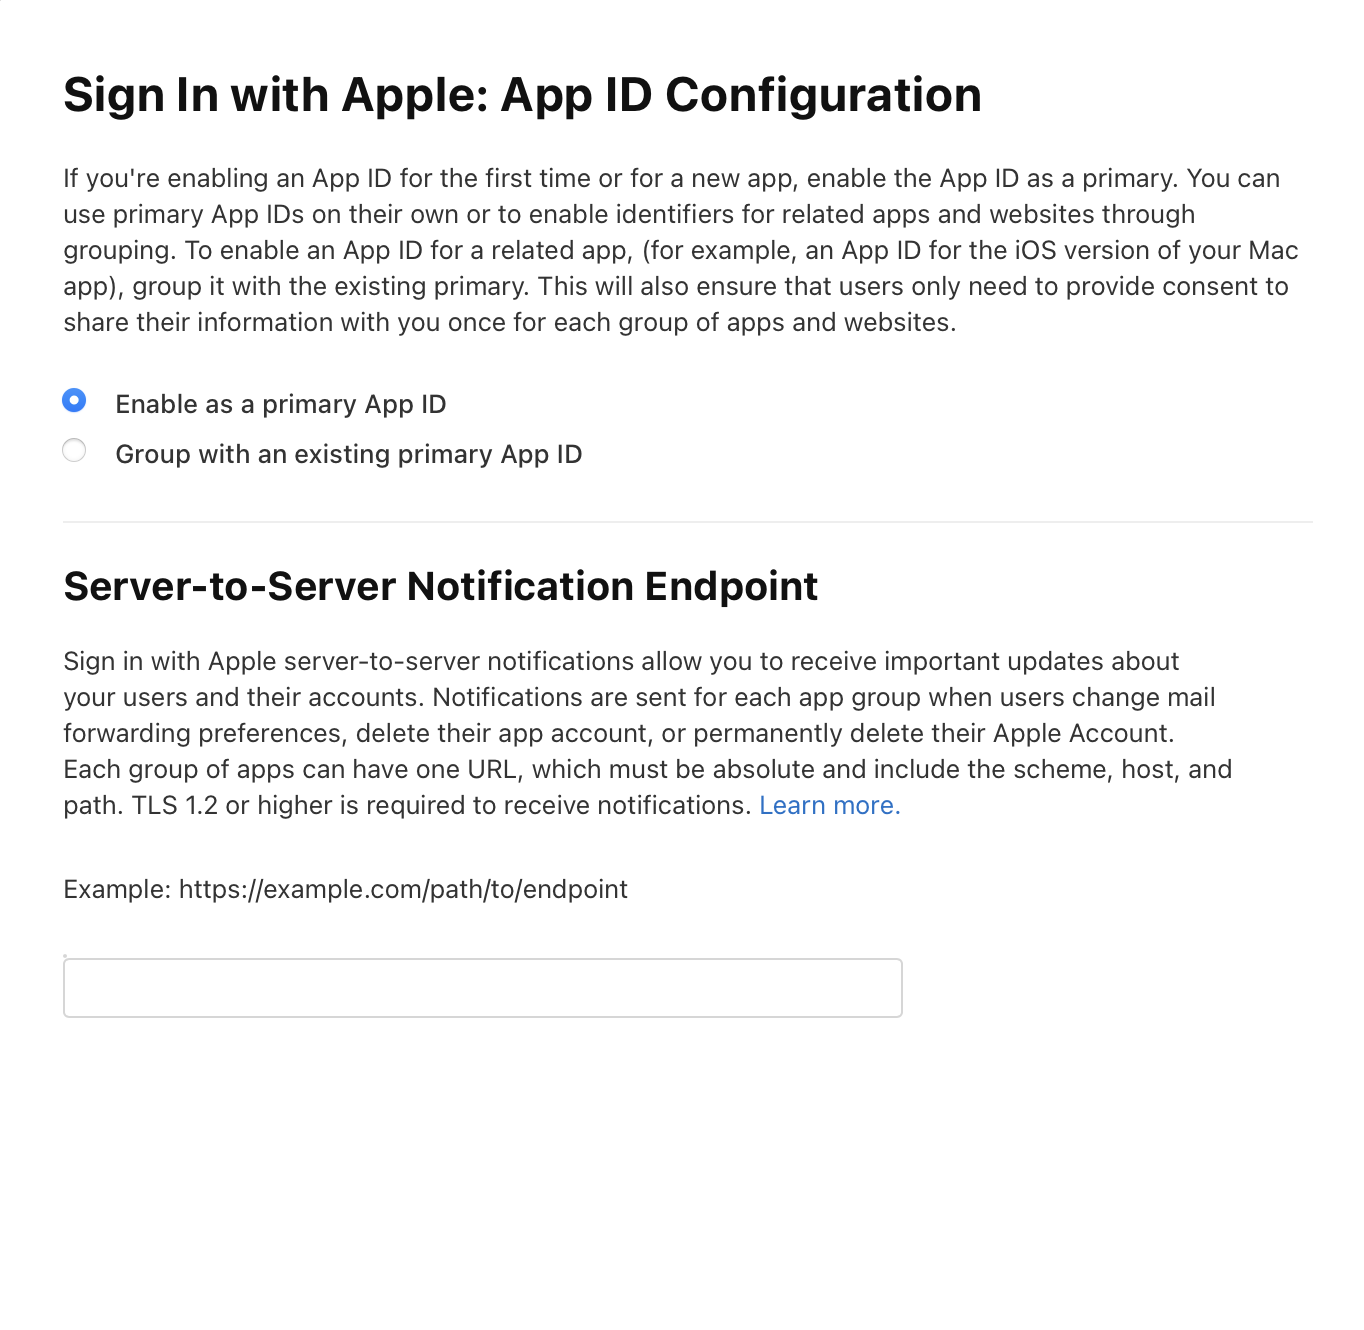 Sign In with Apple: App ID Configuration
If you're enabling an App ID for the first time or for a new app, enable the App ID as a primary. You can
use primary App IDs on their own or to enable identifiers for related apps and websites through
grouping. To enable an App ID for a related app, (for example, an App ID for the iOS version of your Mac
app), group it with the existing primary. This will also ensure that users only need to provide consent to
share their information with you once for each group of apps and websites.
Enable as a primary App ID
Group with an existing primary App ID
Server-to-Server Notification Endpoint
Sign in with Apple server-to-server notifications allow you to receive important updates about
your users and their accounts. Notifications are sent for each app group when users change mail
forwarding preferences, delete their app account, or permanently delete their Apple Account.
Each group of apps can have one URL, which must be absolute and include the scheme, host, and
path. TLS 1.2 or higher is required to receive notifications. Learn more.
Example: https://example.com/path/to/endpoint